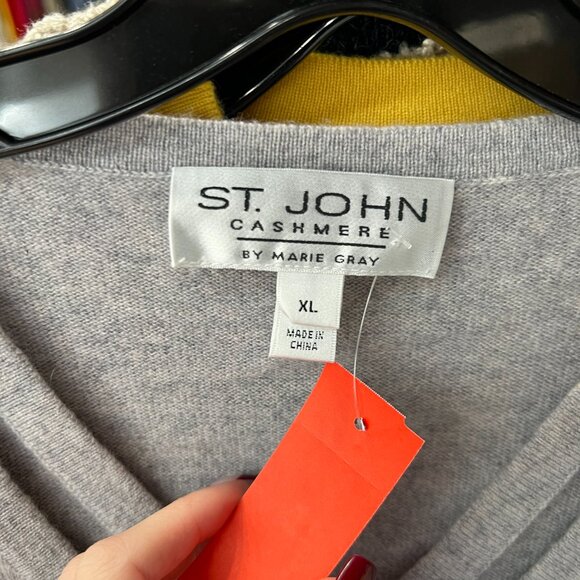 ST. JOHN
CASHMERE
BY MARIE GRAY
XL
MADE IN
CHINA